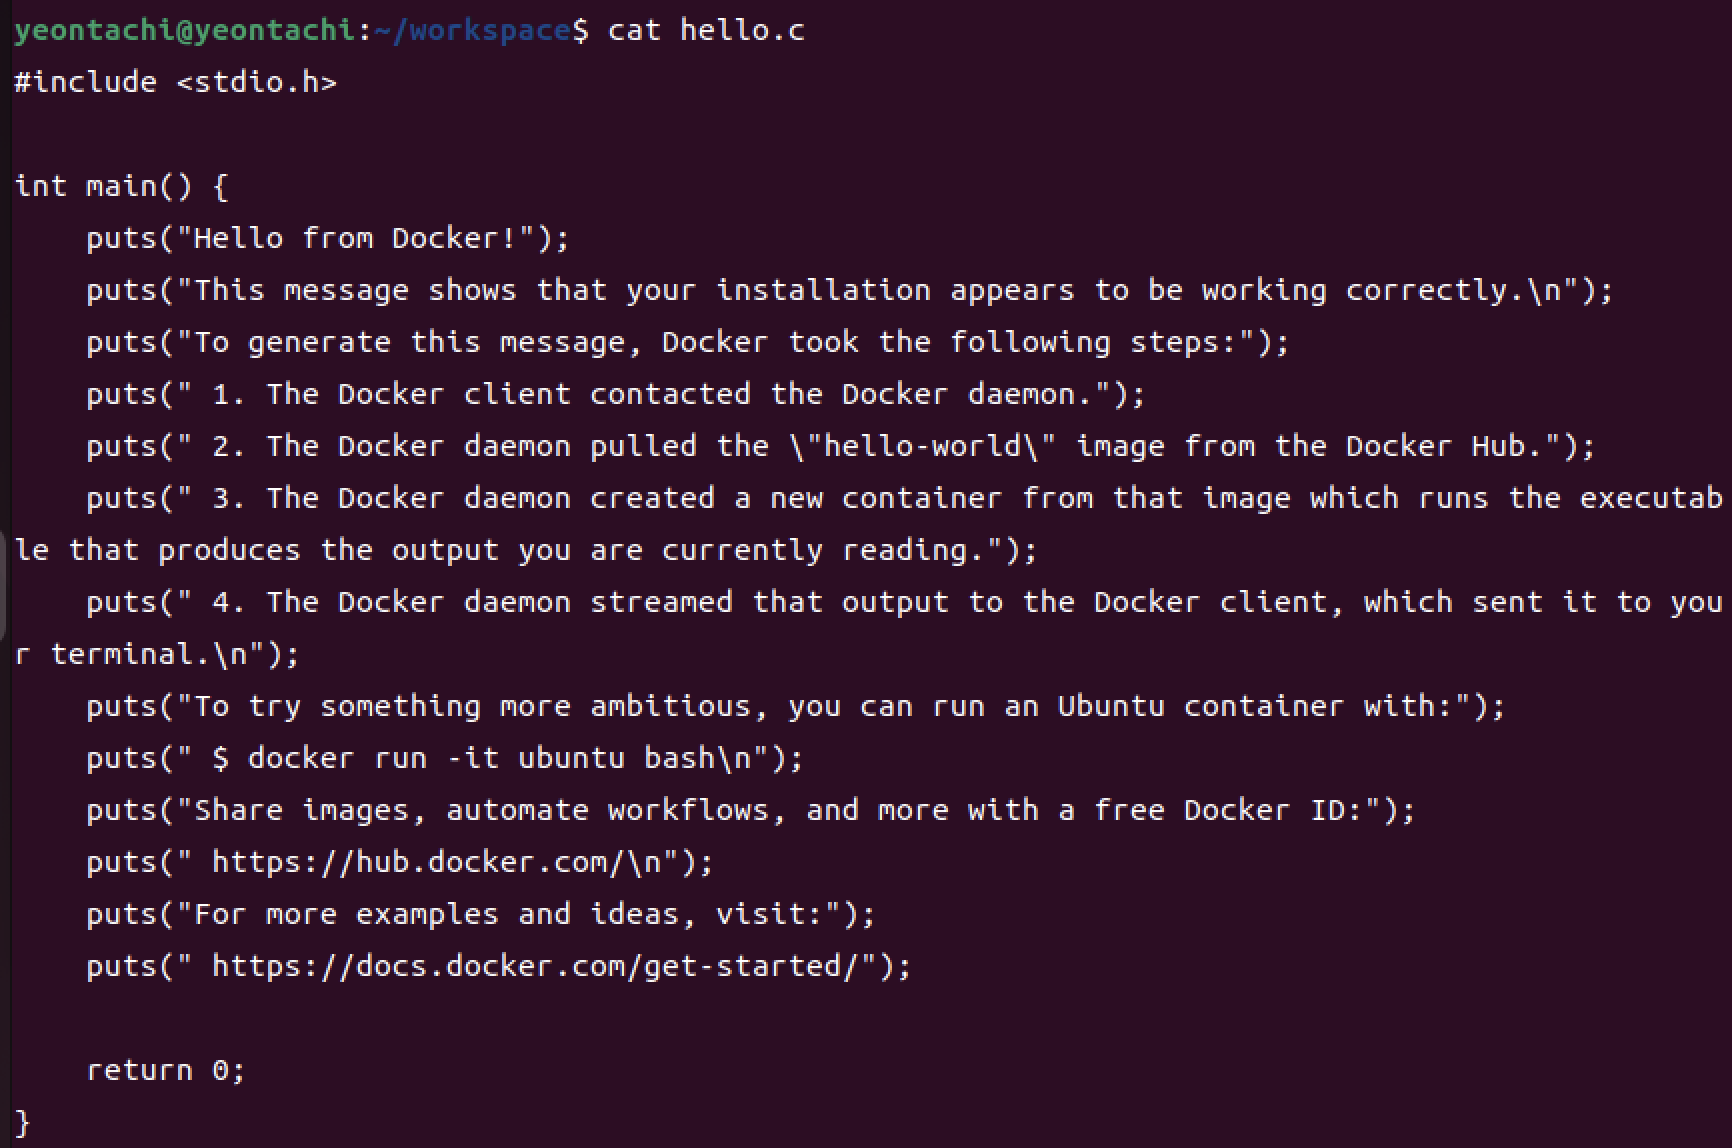 yeontachi@yeontachi:~/workspace$ cat hello.c
#include <stdio.h>

int main() {
    puts("Hello from Docker!");
    puts("This message shows that your installation appears to be working correctly.\n");
    puts("To generate this message, Docker took the following steps:");
    puts(" 1. The Docker client contacted the Docker daemon.");
    puts(" 2. The Docker daemon pulled the \"hello-world\" image from the Docker Hub.");
    puts(" 3. The Docker daemon created a new container from that image which runs the executab
le that produces the output you are currently reading.");
    puts(" 4. The Docker daemon streamed that output to the Docker client, which sent it to you
r terminal.\n");
    puts("To try something more ambitious, you can run an Ubuntu container with:");
    puts(" $ docker run -it ubuntu bash\n");
    puts("Share images, automate workflows, and more with a free Docker ID:");
    puts(" https://hub.docker.com/\n");
    puts("For more examples and ideas, visit:");
    puts(" https://docs.docker.com/get-started/");

    return 0;
}